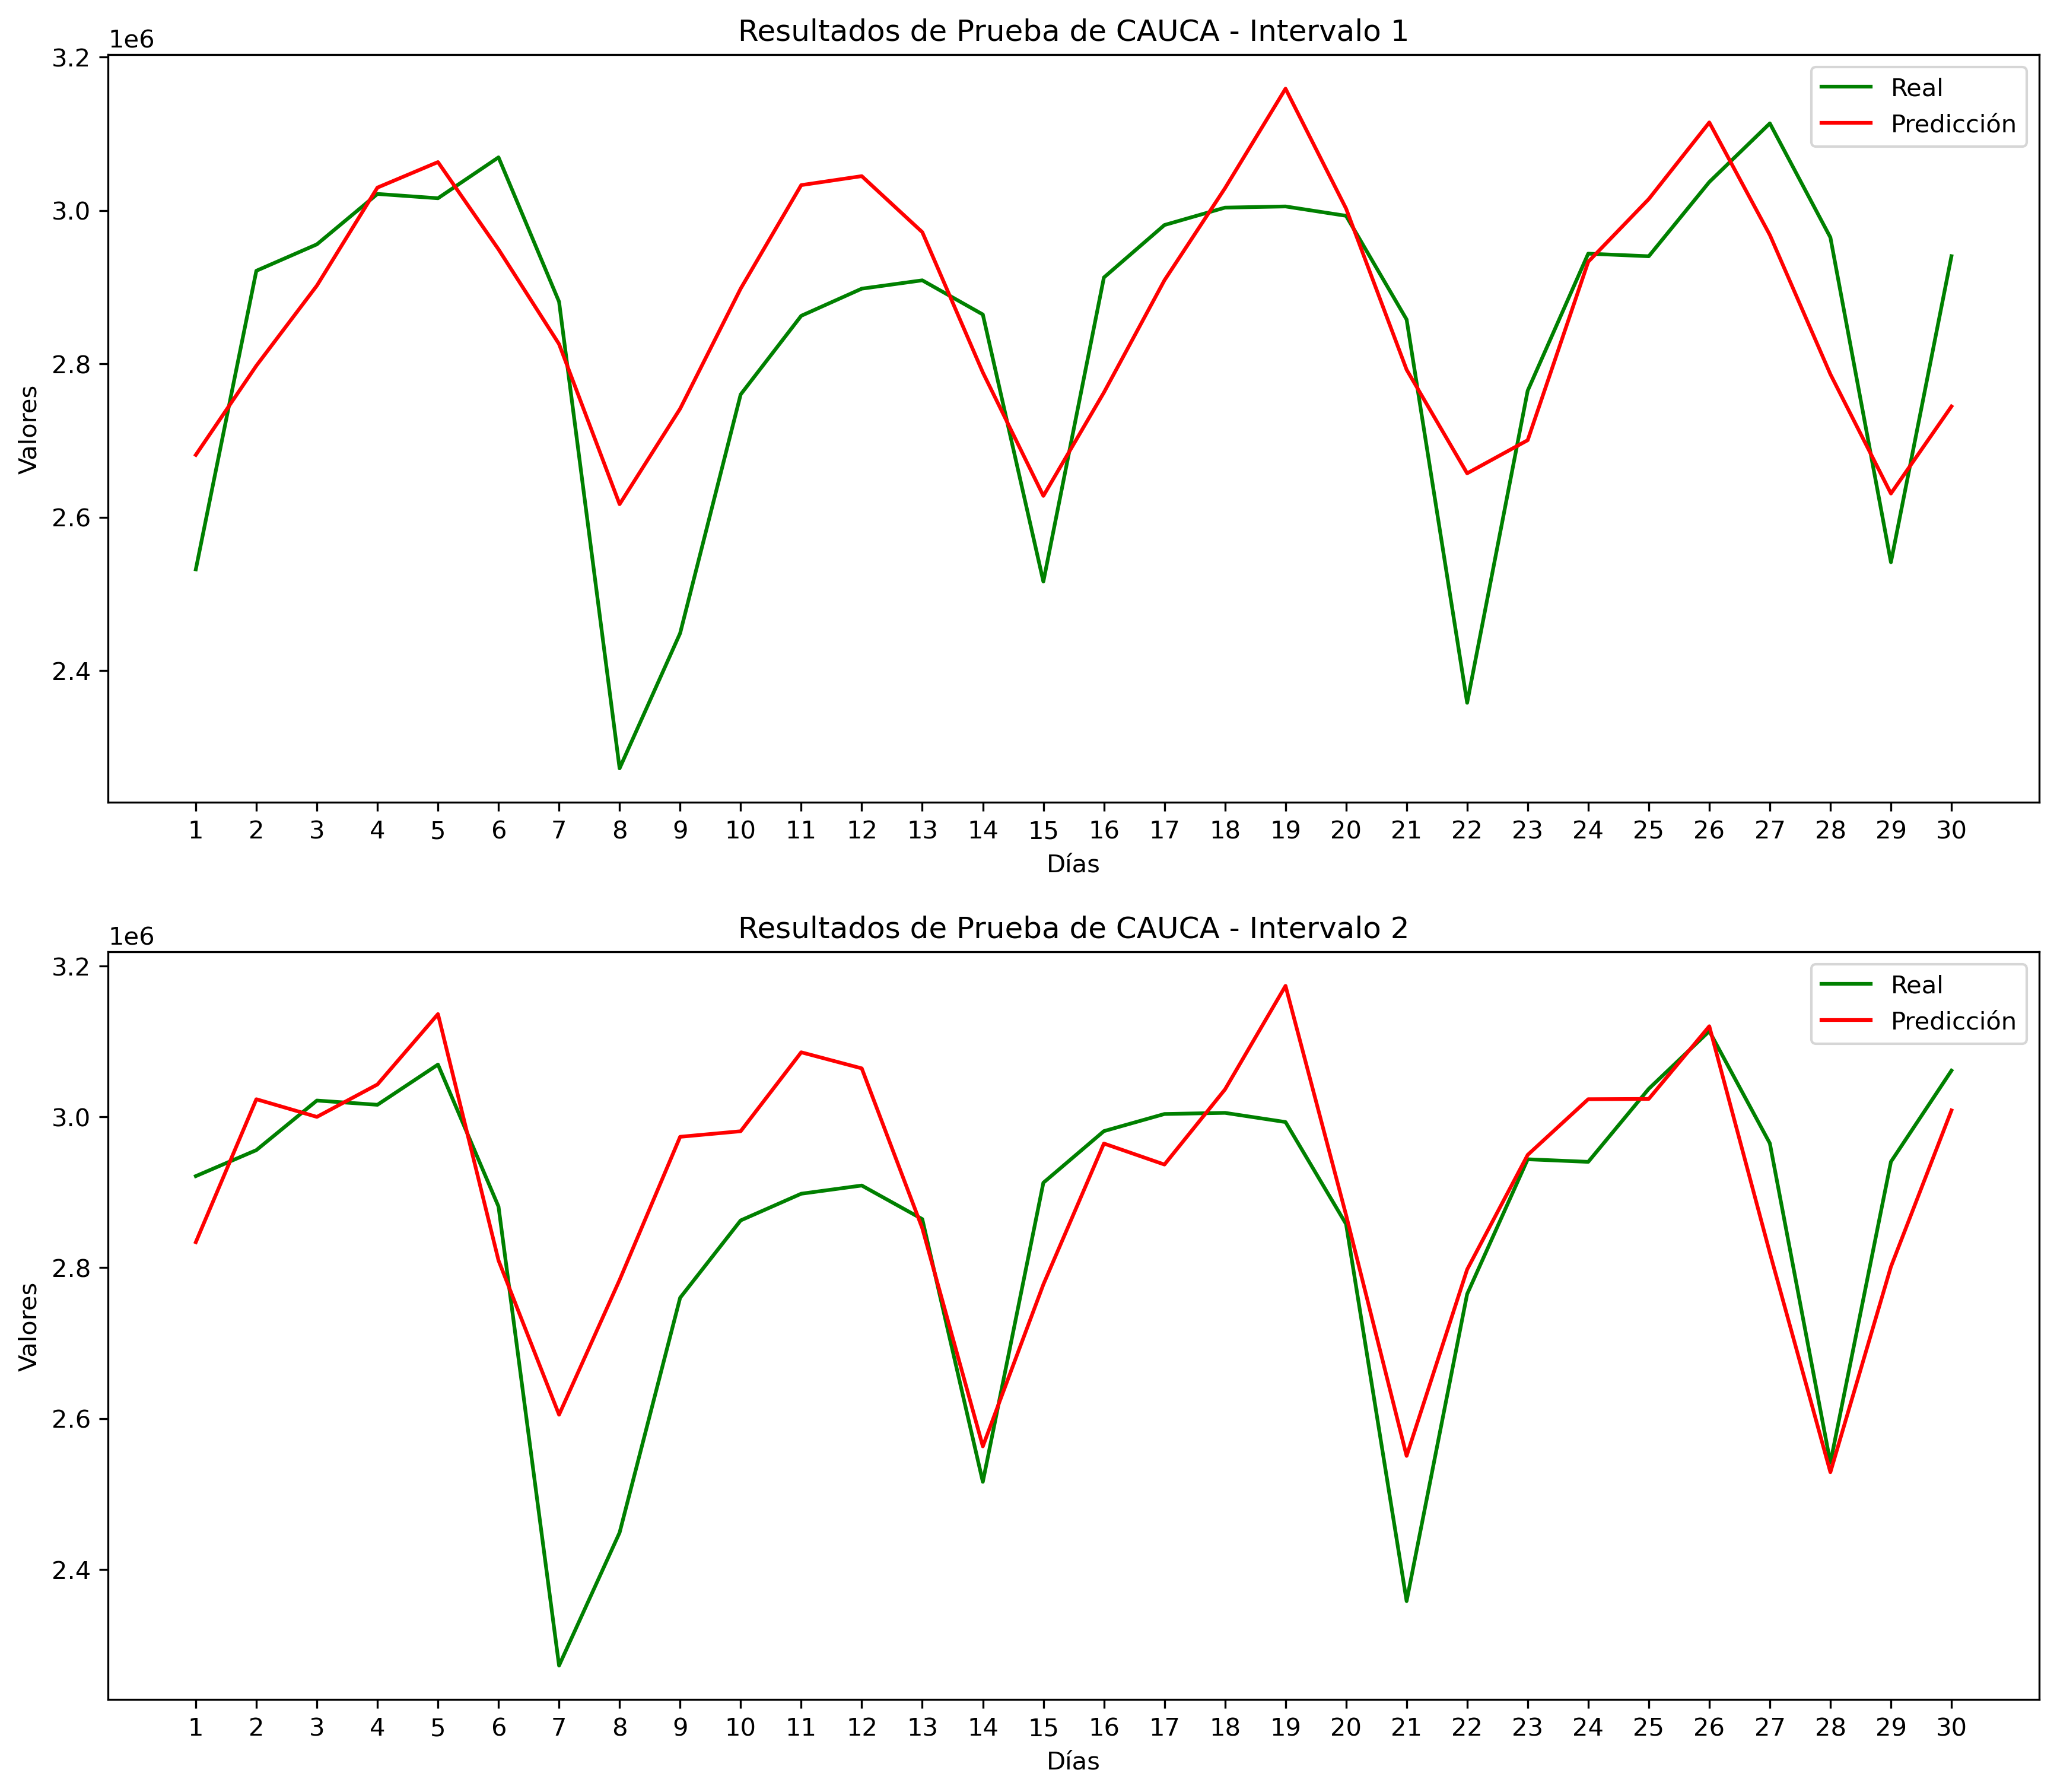 Resultados de Prueba de CAUCA - Intervalo 1
1e6
3.2
3.0
2.8
2.6
2.4
Valores
Real
Predicción
1 2 3 4 5 6 7 8 9 10 11 12 13 14 15 16 17 18 19 20 21 22 23 24 25 26 27 28 29 30
Días
Resultados de Prueba de CAUCA - Intervalo 2
1e6
3.2
3.0
2.8
2.6
2.4
Valores
Real
Predicción
1 2 3 4 5 6 7 8 9 10 11 12 13 14 15 16 17 18 19 20 21 22 23 24 25 26 27 28 29 30
Días